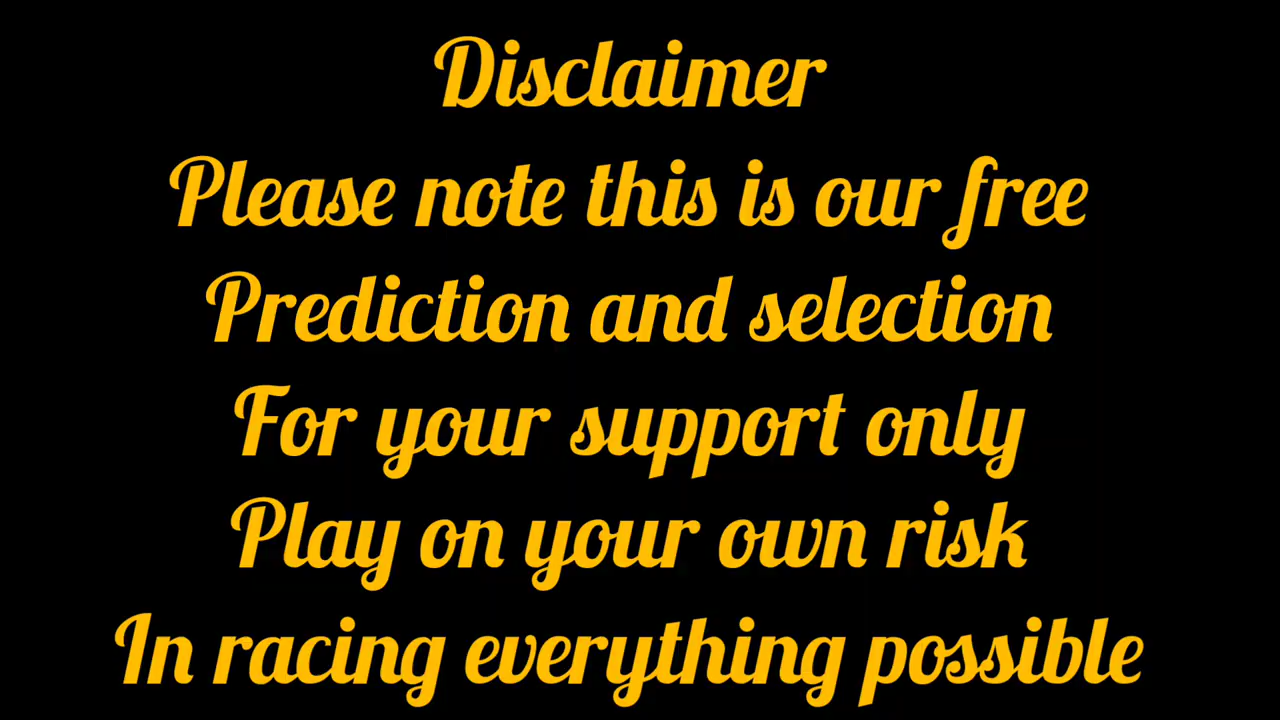 Disclaimer
Please note this is our free
Prediction and selection
For your support only
Play on your own risk
In racing everything possible